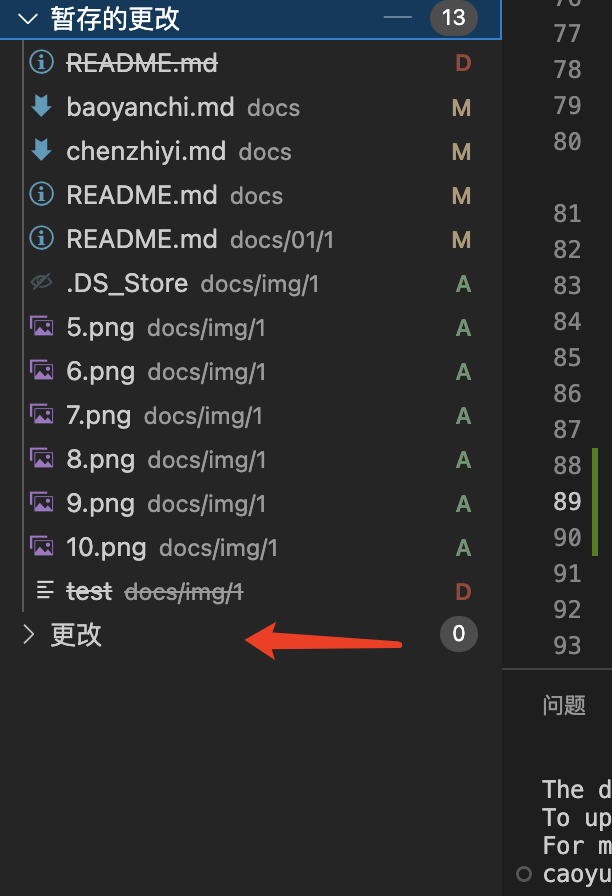 暂存的更改 13
README.md D
baoyanchi.md docs M
chenzhiyi.md docs M
README.md docs M
README.md docs/01/1 M
.DS_Store docs/img/1 A
5.png docs/img/1 A
6.png docs/img/1 A
7.png docs/img/1 A
8.png docs/img/1 A
9.png docs/img/1 A
10.png docs/img/1 A
test docs/img/1 D
更改 0
77
78
79
80
81
82
83
84
85
86
87
88
89
90
91
92
93
问题
The d
To up
For m
caoyu